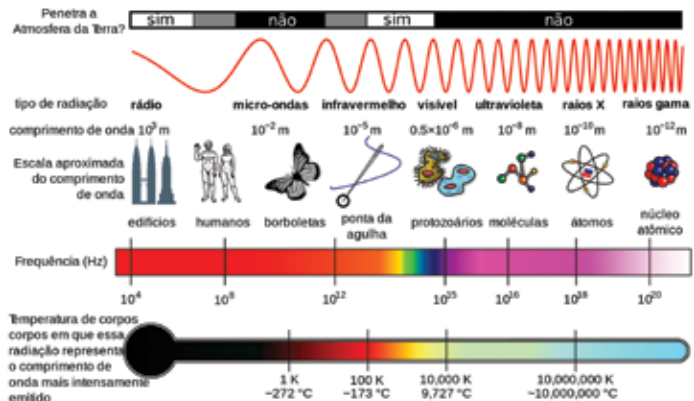 Penetra a
Atmosfera da Terra?
sim não sim não
tipo de radiação rádio micro-ondas infravermelho visível ultravioleta raios X raios gama
comprimento de onda 10³ m 10⁻² m 10⁻⁵ m 0.5×10⁻⁶ m 10⁻⁸ m 10⁻¹⁰ m 10⁻¹² m
Escala aproximada
do comprimento
de onda
edifícios humanos borboletas ponta da agulha protozoários moléculas átomos núcleo atômico
Frequência (Hz)
10⁴ 10⁸ 10¹² 10¹⁵ 10¹⁶ 10¹⁸ 10²⁰
Temperatura de corpos
corpos em que essa
radiação representa
o comprimento de
onda mais intensamente
emitido
1 K 100 K 10,000 K 10,000,000 K
−272 °C −173 °C 9,727 °C ~10,000,000 °C